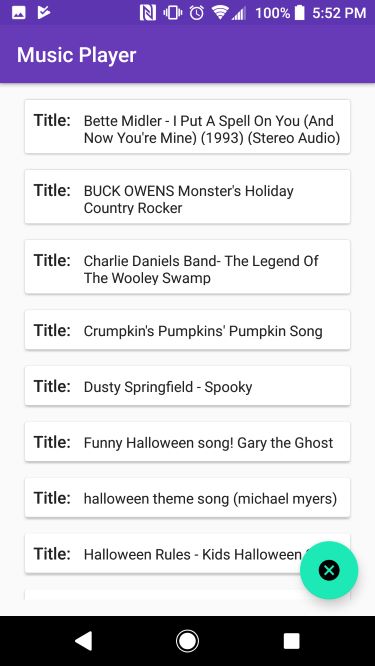 100% 5:52 PM
Music Player
Title: Bette Midler - I Put A Spell On You (And
Now You're Mine) (1993) (Stereo Audio)
Title: BUCK OWENS Monster's Holiday
Country Rocker
Title: Charlie Daniels Band- The Legend Of
The Wooley Swamp
Title: Crumpkin's Pumpkins' Pumpkin Song
Title: Dusty Springfield - Spooky
Title: Funny Halloween song! Gary the Ghost
Title: halloween theme song (michael myers)
Title: Halloween Rules - Kids Halloween